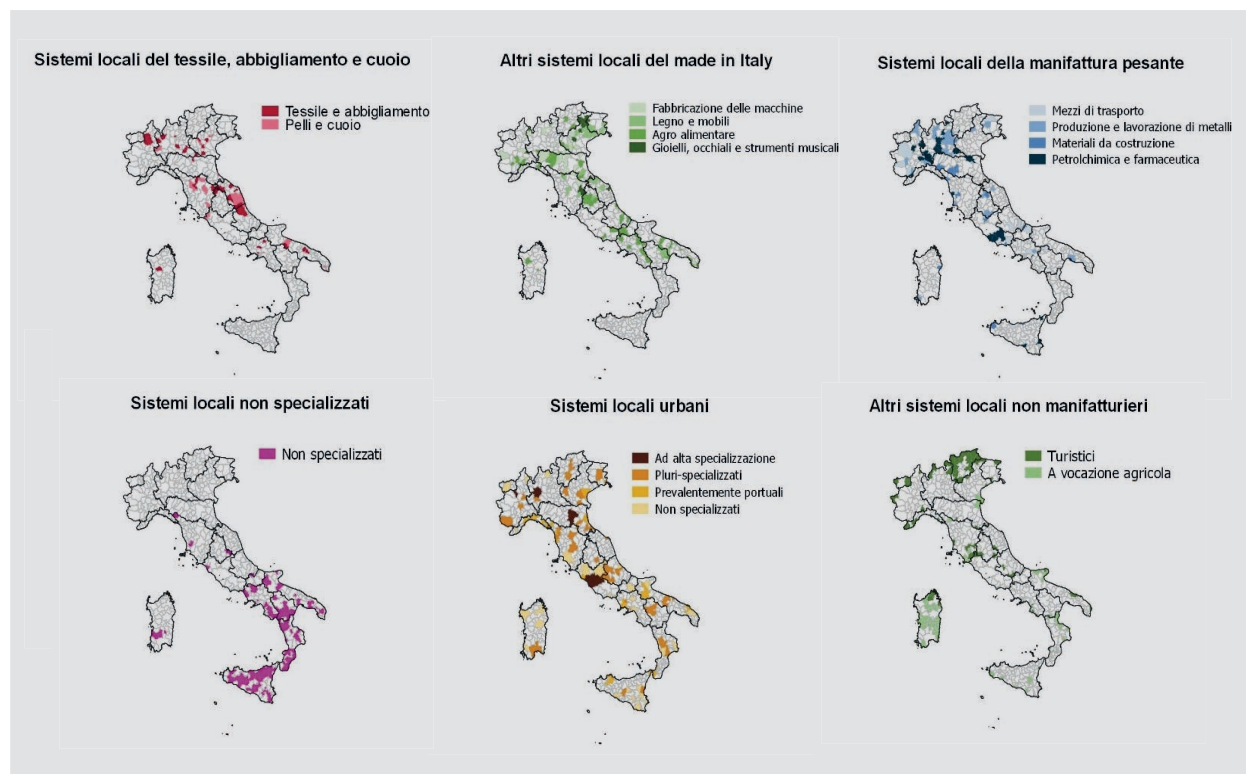 Sistemi locali del tessile, abbigliamento e cuoio
Tessile e abbigliamento
Pelli e cuoio
Altri sistemi locali del made in Italy
Fabbricazione delle macchine
Legno e mobili
Agro alimentare
Gioielli, occhiali e strumenti musicali
Sistemi locali della manifattura pesante
Mezzi di trasporto
Produzione e lavorazione di metalli
Materiali da costruzione
Petrolchimica e farmaceutica
Sistemi locali non specializzati
Non specializzati
Sistemi locali urbani
Ad alta specializzazione
Pluri-specializzati
Prevalentemente portuali
Non specializzati
Altri sistemi locali non manifatturieri
Turistici
A vocazione agricola